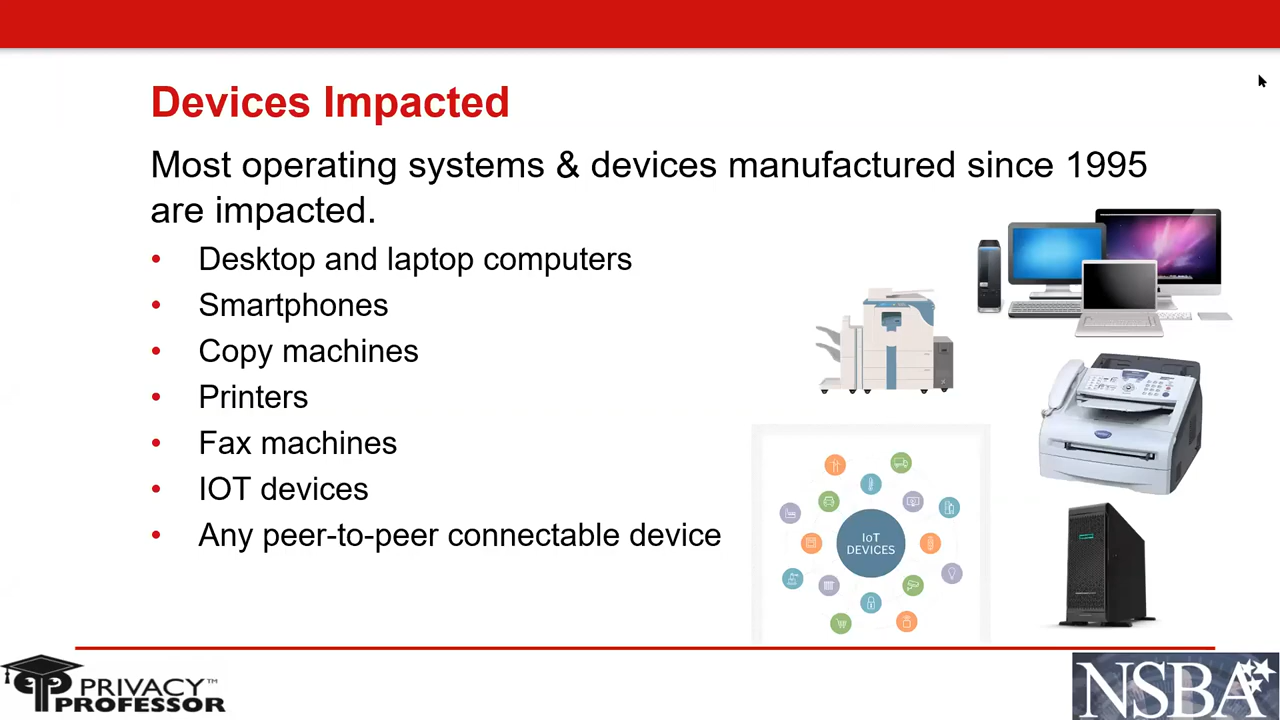 Devices Impacted
Most operating systems & devices manufactured since 1995
are impacted.
• Desktop and laptop computers
• Smartphones
• Copy machines
• Printers
• Fax machines
• IOT devices
• Any peer-to-peer connectable device
IoT
DEVICES
PRIVACY™
PROFESSOR
NSBA